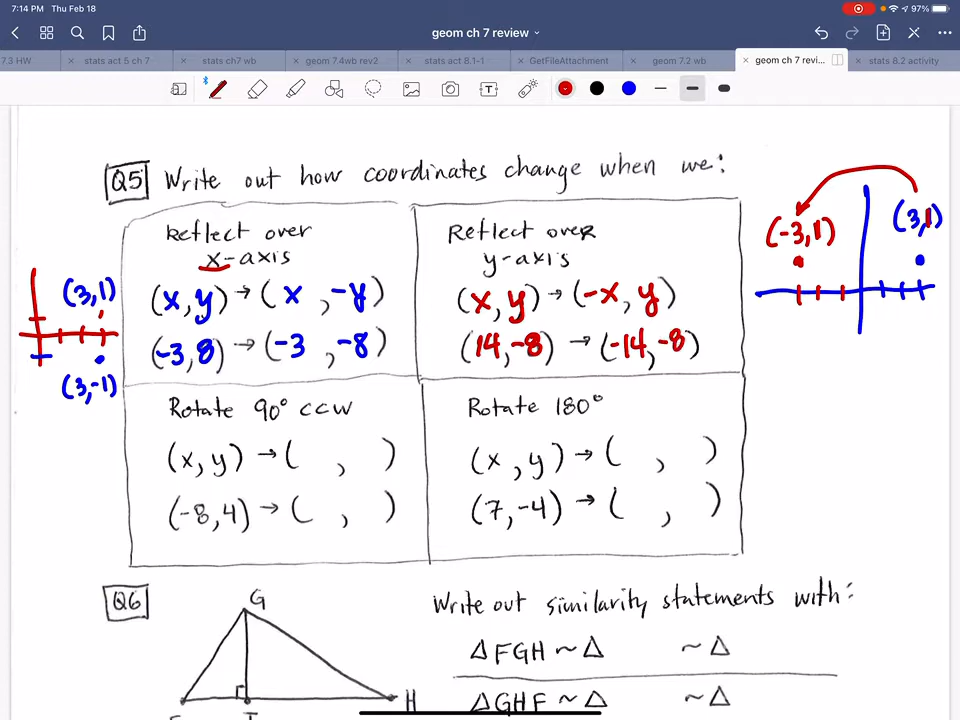 7:14 PM Thu Feb 18
97%
geom ch 7 review
7.3 HW
stats act 5 ch 7
stats ch7 wb
geom 7.4wb rev2
stats act 8.1-1
GetFileAttachment
geom 7.2 wb
geom ch 7 revi...
stats 8.2 activity
Q5 Write out how coordinates change when we:
Reflect over
x-axis
(x, y) → (x, -y)
(-3, 8) → (-3, -8)
(3, 1)
(3, -1)
Reflect over
y-axis
(x, y) → (-x, y)
(14, -8) → (-14, -8)
(-3, 1)
(3, 1)
Rotate 90° ccw
(x, y) → ( , )
(-8, 4) → ( , )
Rotate 180°
(x, y) → ( , )
(7, -4) → ( , )
Q6
G
H
Write out similarity statements with:
△FGH ~ △ ~ △
△GHF ~ △ ~ △